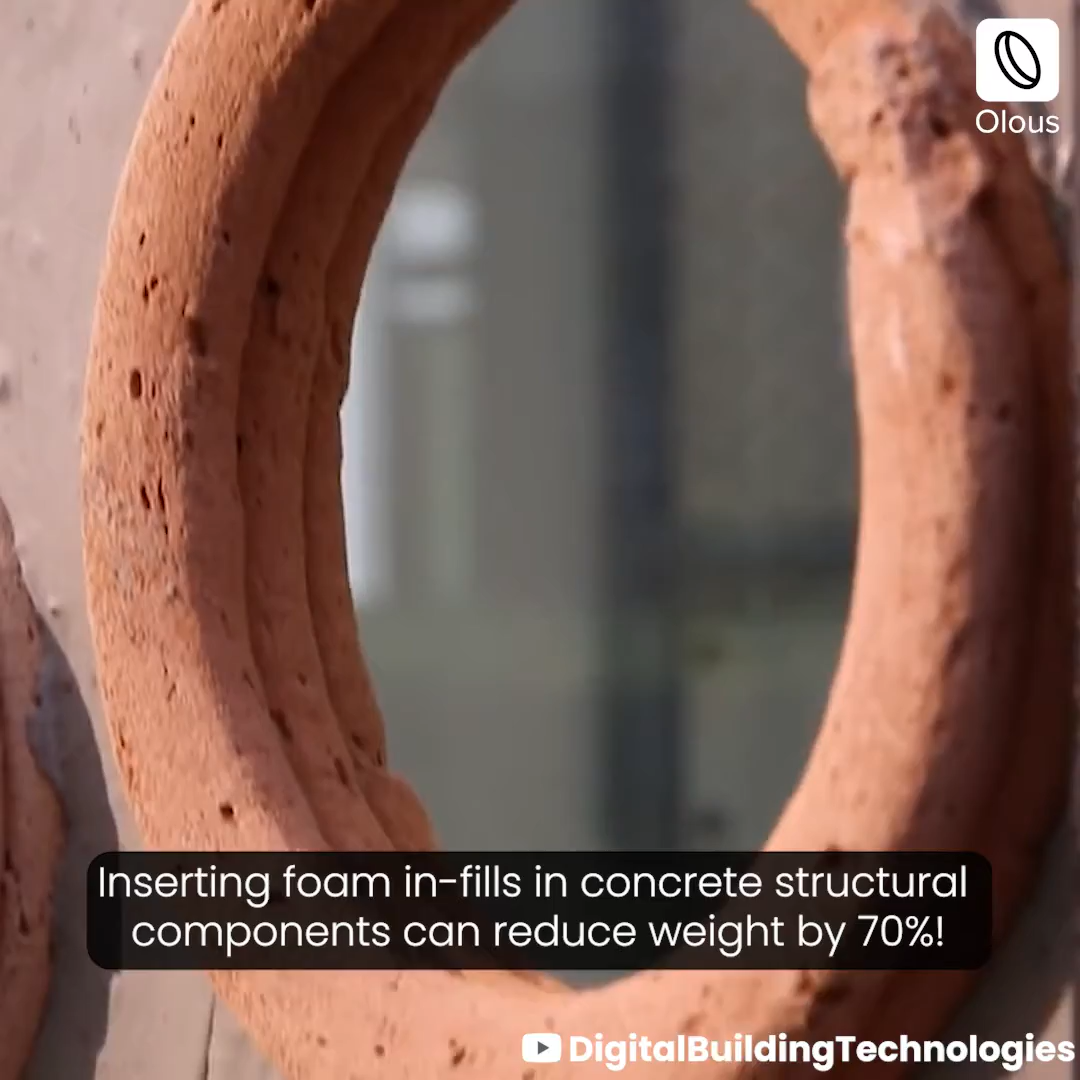 Olous
Inserting foam in-fills in concrete structural
components can reduce weight by 70%!
DigitalBuildingTechnologies